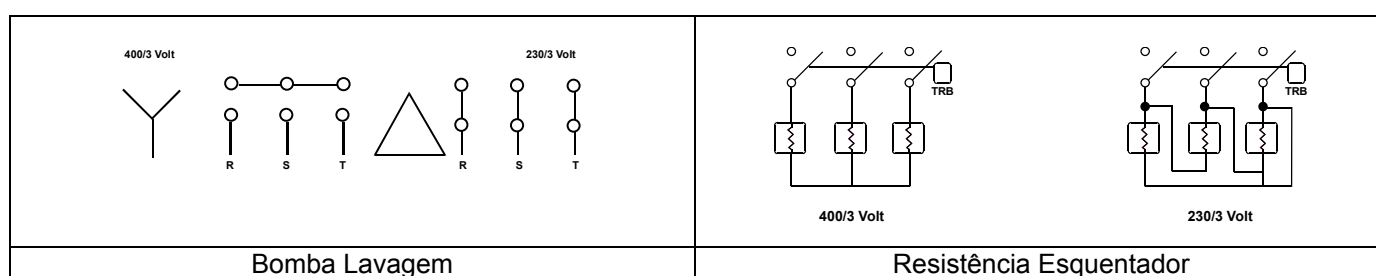 400/3 Volt
230/3 Volt
R S T
R S T
Bomba Lavagem
TRB
TRB
400/3 Volt
230/3 Volt
Resistência Esquentador